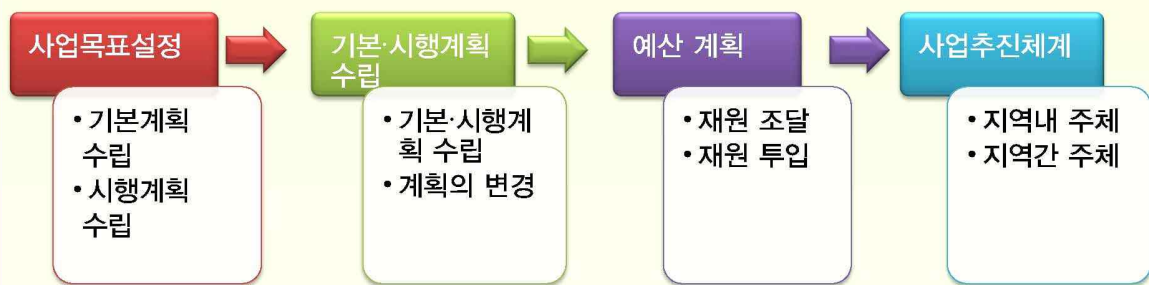 사업목표설정
• 기본계획
수립
• 시행계획
수립
기본·시행계획
수립
• 기본·시행계
획 수립
• 계획의 변경
예산 계획
• 재원 조달
• 재원 투입
사업추진체계
• 지역내 주체
• 지역간 주체